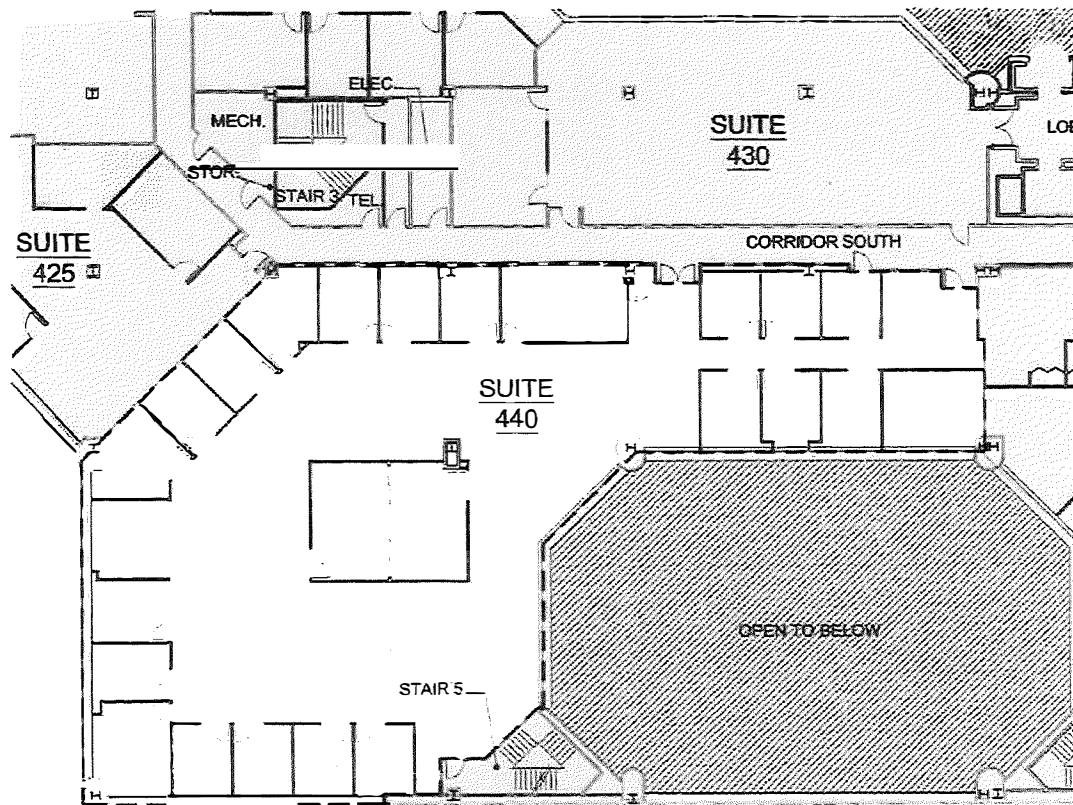 ELEC.
MECH.
SUITE
430
LOB
STOR.
STAIR 3
TEL.
SUITE
425
CORRIDOR SOUTH
SUITE
440
OPEN TO BELOW
STAIR 5